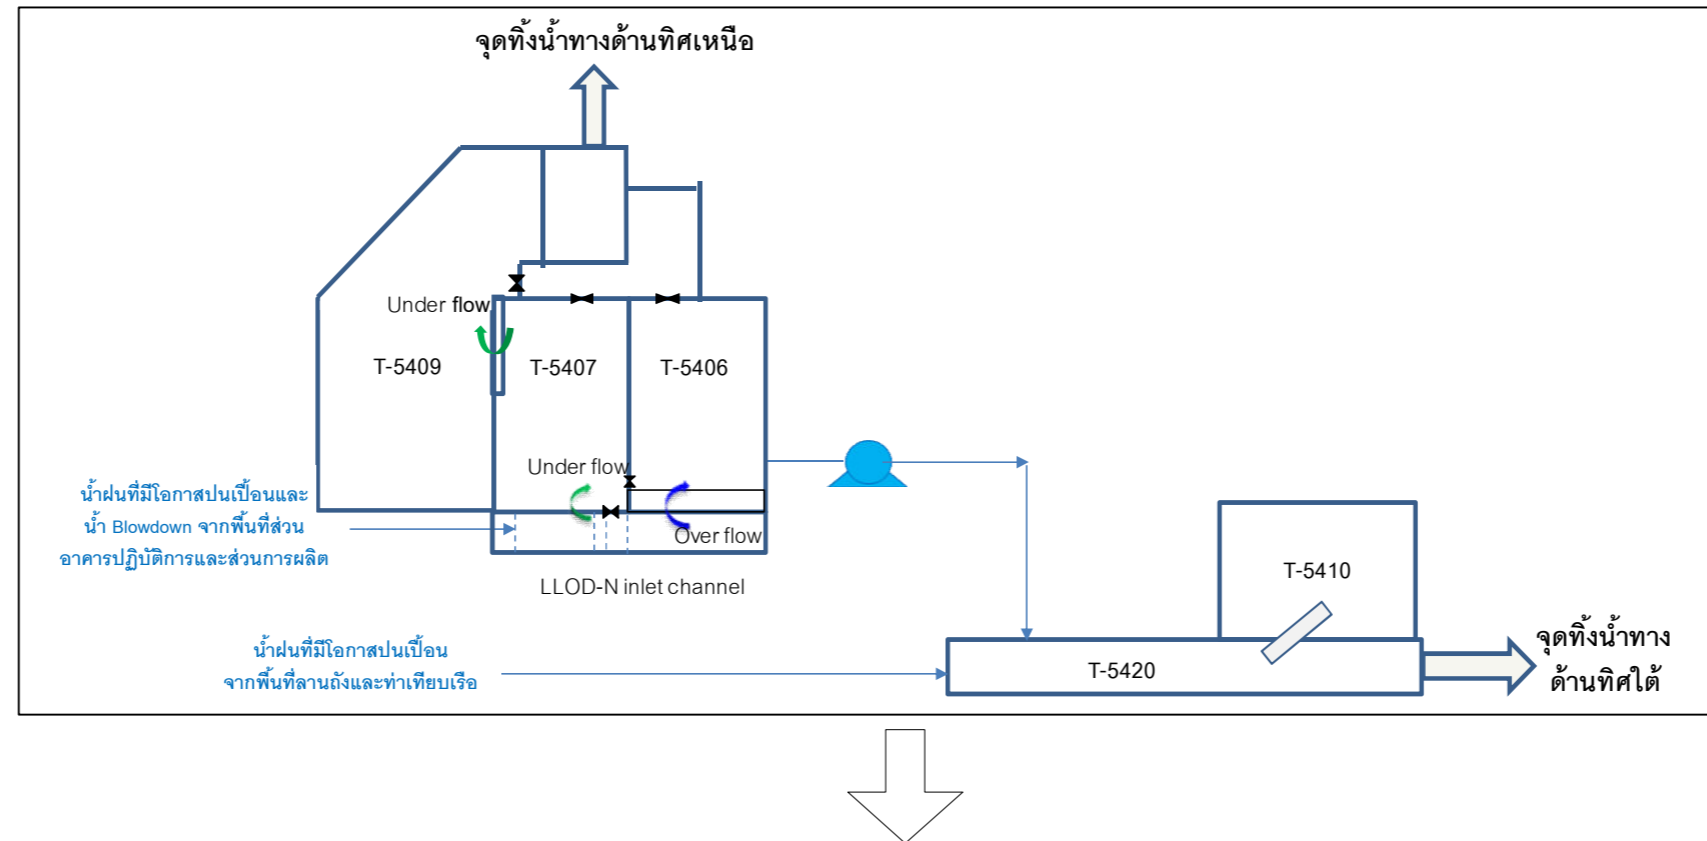 จุดทิ้งน้ำทางด้านทิศเหนือ
Under flow
T-5409
T-5407
T-5406
Under flow
น้ำฝนที่มีโอกาสปนเปื้อนและ
น้ำ Blowdown จากพื้นที่ส่วน
อาคารปฏิบัติการและส่วนการผลิต
Over flow
LLOD-N inlet channel
T-5410
น้ำฝนที่มีโอกาสปนเปื้อน
จากพื้นที่ลานถังและท่าเทียบเรือ
T-5420
จุดทิ้งน้ำทาง
ด้านทิศใต้